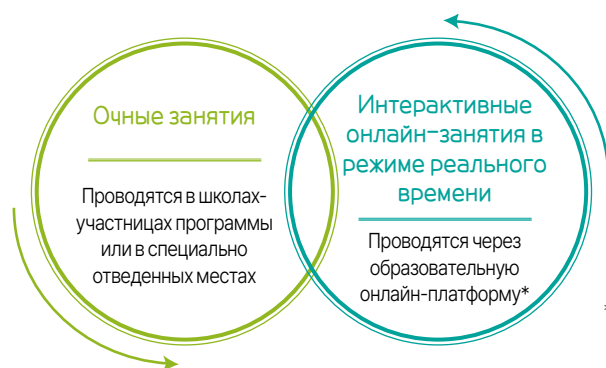 Очные занятия
Проводятся в школах-
участницах программы
или в специально
отведенных местах
Интерактивные
онлайн-занятия в
режиме реального
времени
Проводятся через
образовательную
онлайн-платформу*
*